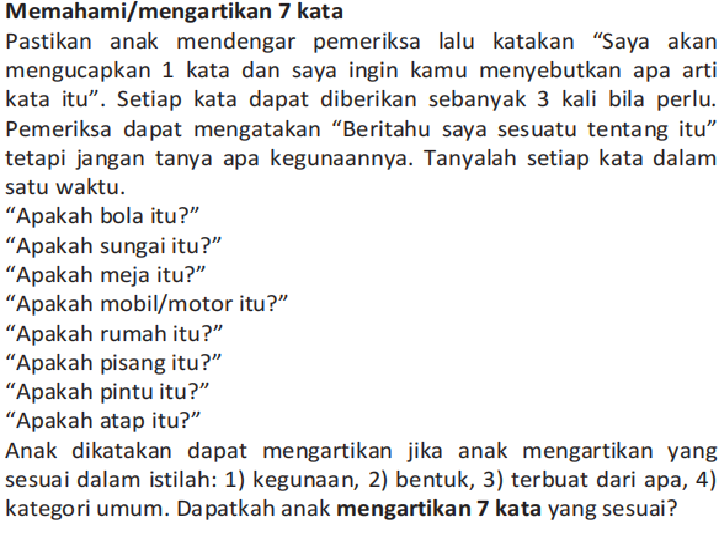 Memahami/mengartikan 7 kata
Pastikan anak mendengar pemeriksa lalu katakan “Saya akan
mengucapkan 1 kata dan saya ingin kamu menyebutkan apa arti
kata itu”. Setiap kata dapat diberikan sebanyak 3 kali bila perlu.
Pemeriksa dapat mengatakan “Beritahu saya sesuatu tentang itu”
tetapi jangan tanya apa kegunaannya. Tanyalah setiap kata dalam
satu waktu.
“Apakah bola itu?”
“Apakah sungai itu?”
“Apakah meja itu?”
“Apakah mobil/motor itu?”
“Apakah rumah itu?”
“Apakah pisang itu?”
“Apakah pintu itu?”
“Apakah atap itu?”
Anak dikatakan dapat mengartikan jika anak mengartikan yang
sesuai dalam istilah: 1) kegunaan, 2) bentuk, 3) terbuat dari apa, 4)
kategori umum. Dapatkah anak mengartikan 7 kata yang sesuai?